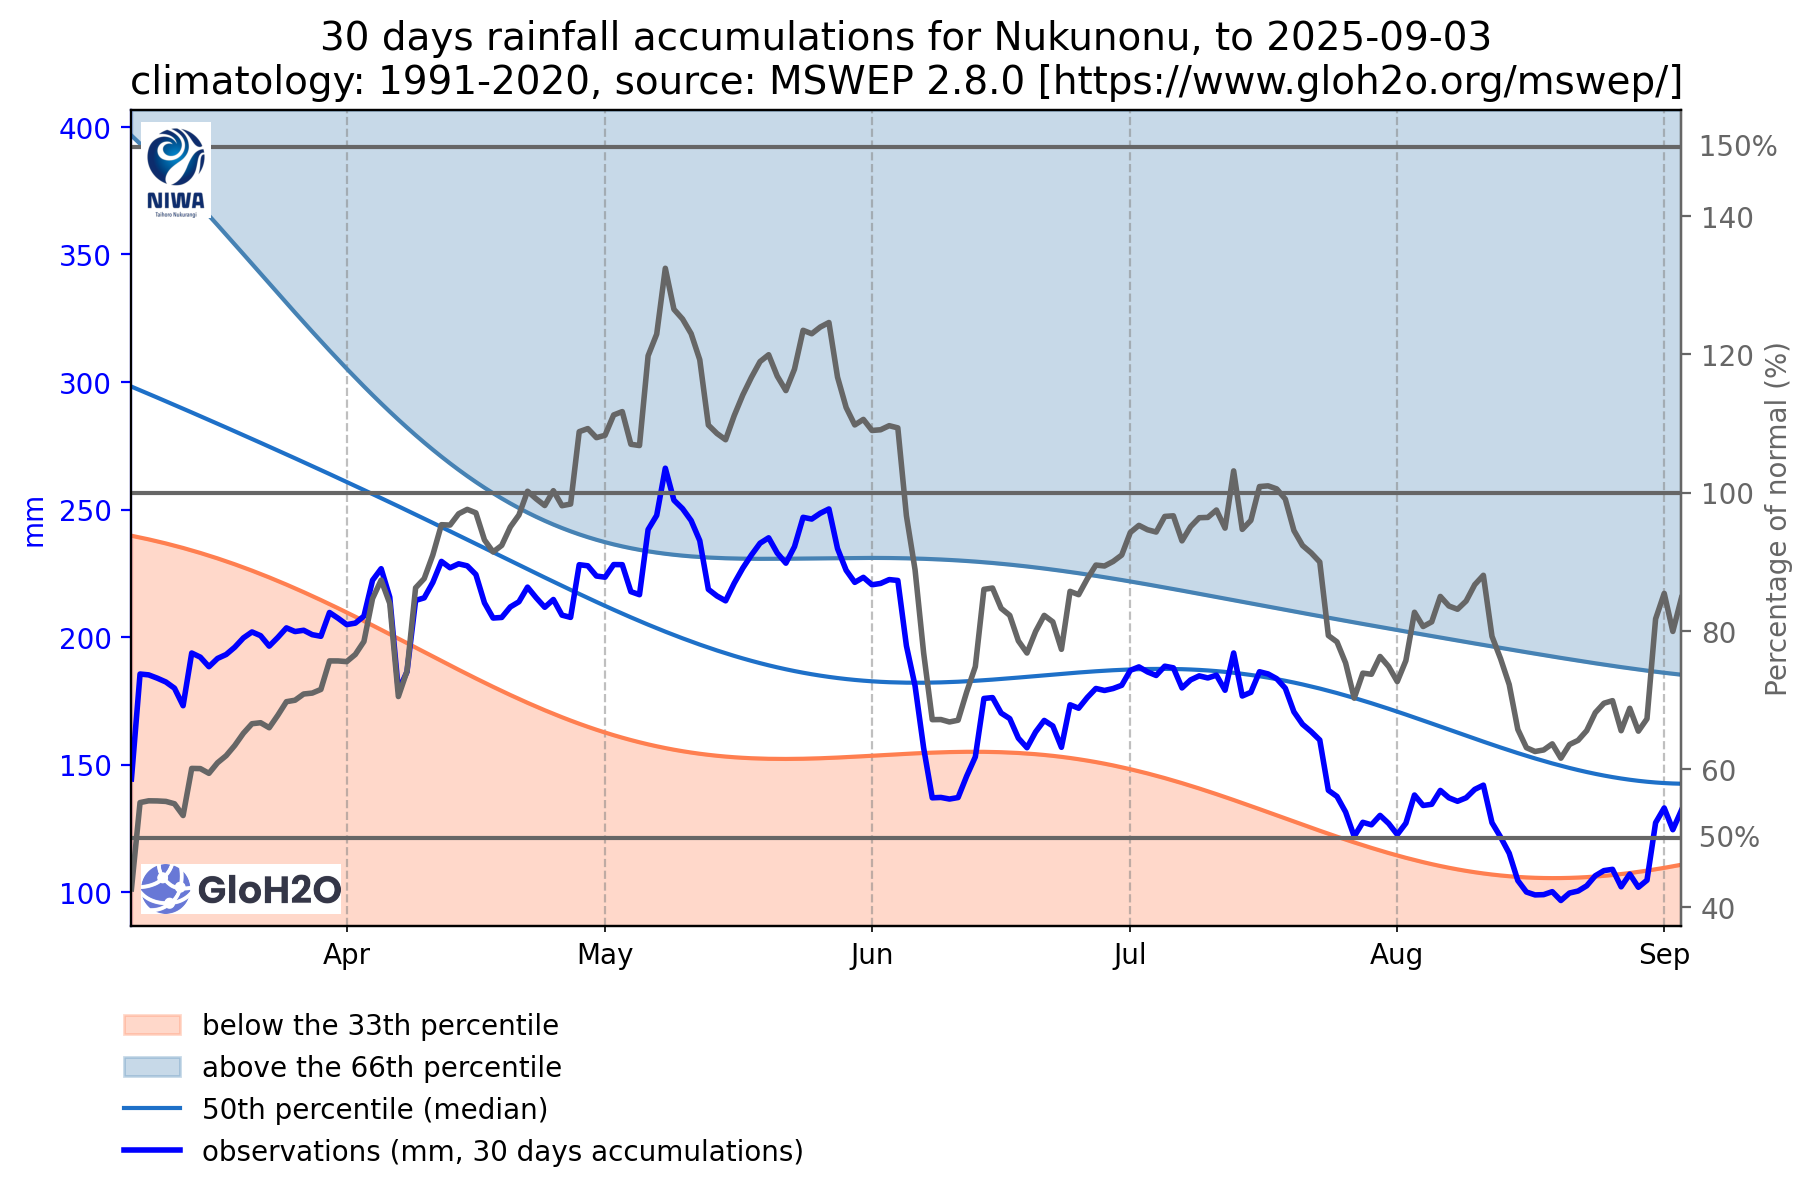 30 days rainfall accumulations for Nukunonu, to 2025-09-03
climatology: 1991-2020, source: MSWEP 2.8.0 [https://www.gloh2o.org/mswep/]
400
350
300
250
200
150
100
mm
NIWA
Taihoro Nukurangi
GloH2O
150%
140
120
100
80
60
50%
40
Percentage of normal (%)
Apr
May
Jun
Jul
Aug
Sep
below the 33th percentile
above the 66th percentile
50th percentile (median)
observations (mm, 30 days accumulations)